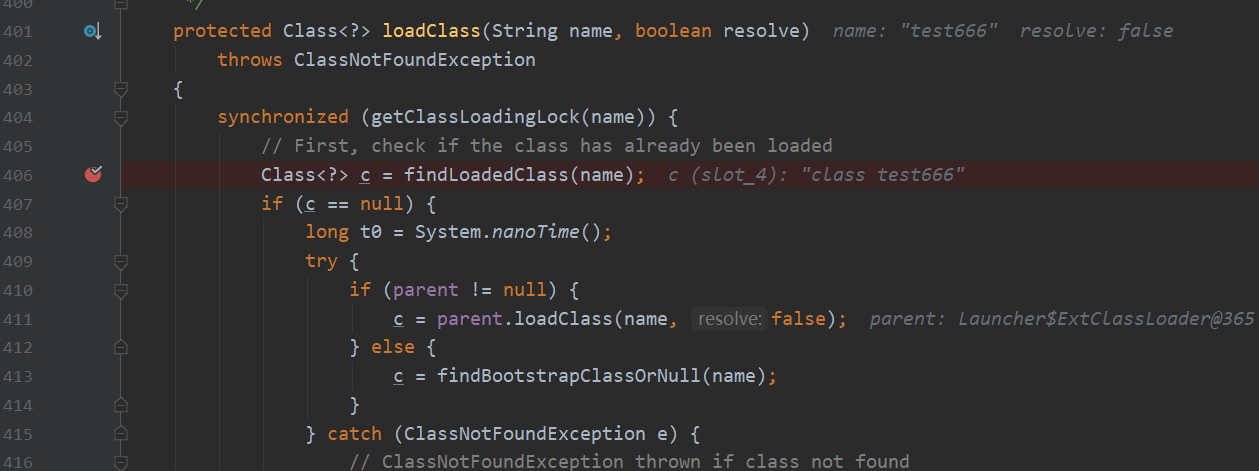 400 */
401 protected Class<?> loadClass(String name, boolean resolve) name: "test666" resolve: false
402 throws ClassNotFoundException
403 {
404 synchronized (getClassLoadingLock(name)) {
405 // First, check if the class has already been loaded
406 Class<?> c = findLoadedClass(name); c (slot_4): "class test666"
407 if (c == null) {
408 long t0 = System.nanoTime();
409 try {
410 if (parent != null) {
411 c = parent.loadClass(name, resolve: false); parent: Launcher$ExtClassLoader@365
412 } else {
413 c = findBootstrapClassOrNull(name);
414 }
415 } catch (ClassNotFoundException e) {
416 // ClassNotFoundException thrown if class not found